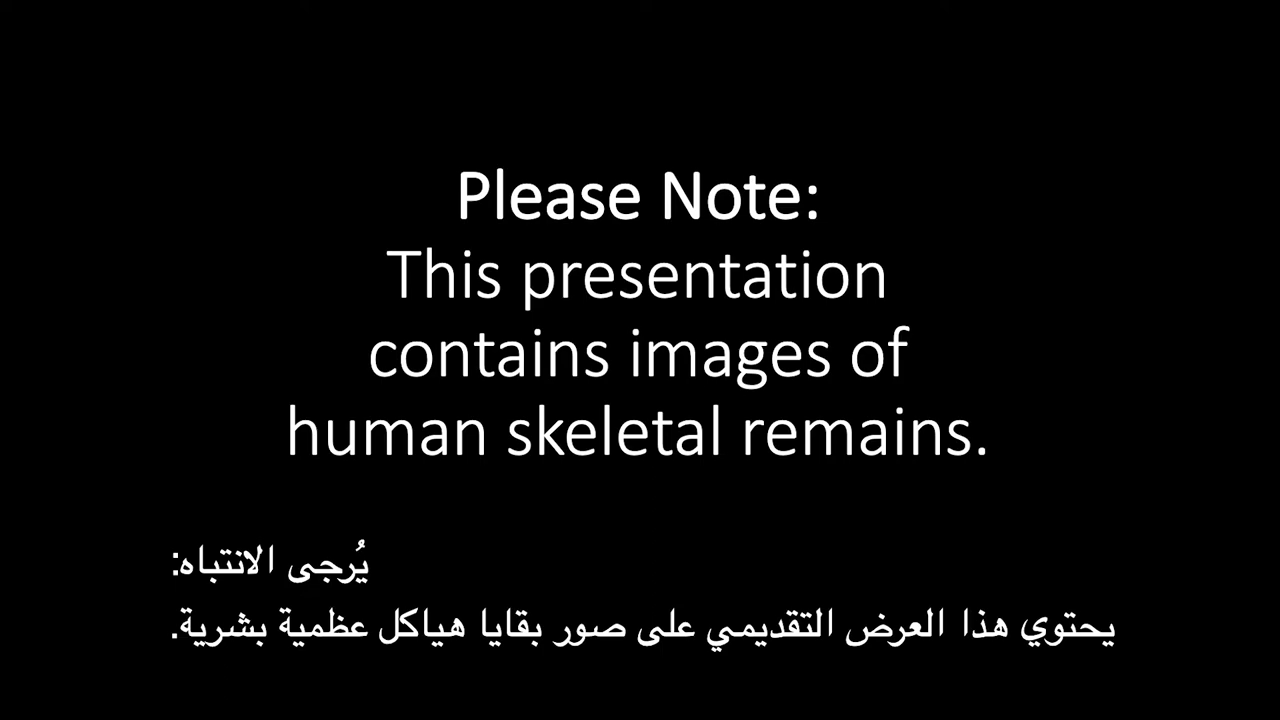 Please Note:
This presentation
contains images of
human skeletal remains.
يُرجى الانتباه:
يحتوي هذا العرض التقديمي على صور بقايا هياكل عظمية بشرية.